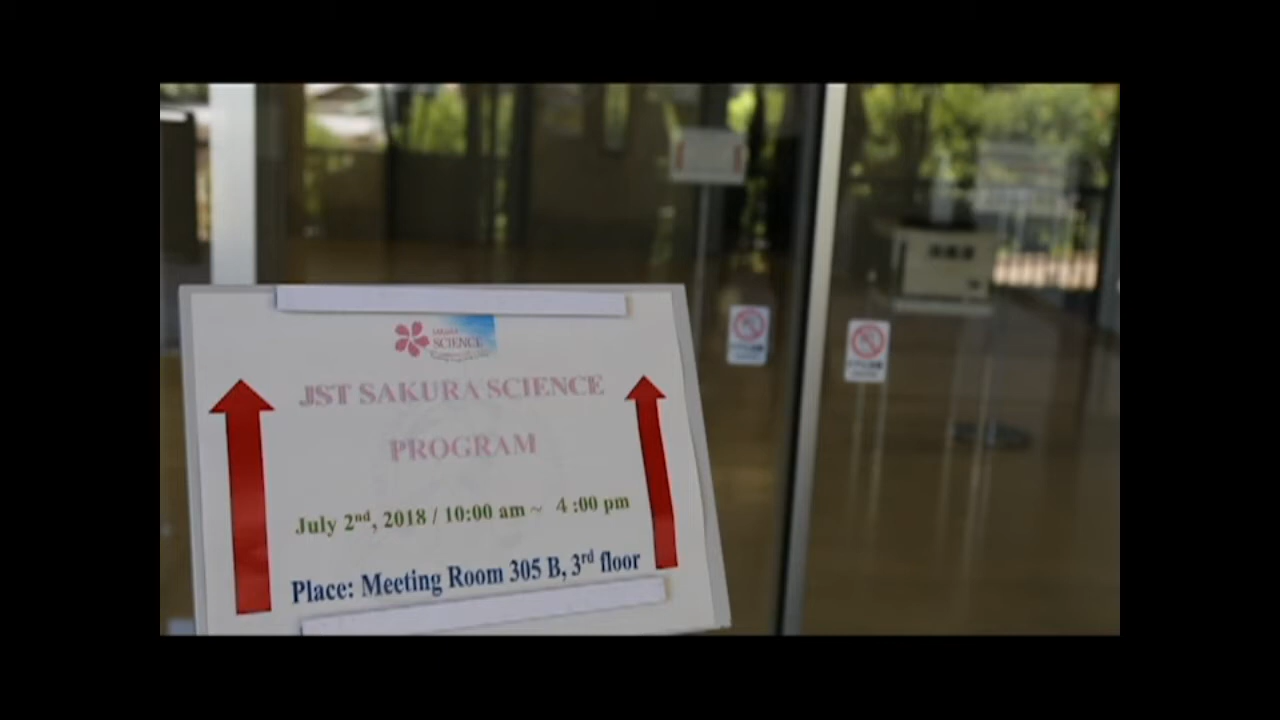 SAKURA
SCIENCE
JST SAKURA SCIENCE
PROGRAM
July 2nd, 2018 / 10:00 am ~ 4 :00 pm
Place: Meeting Room 305 B, 3rd floor